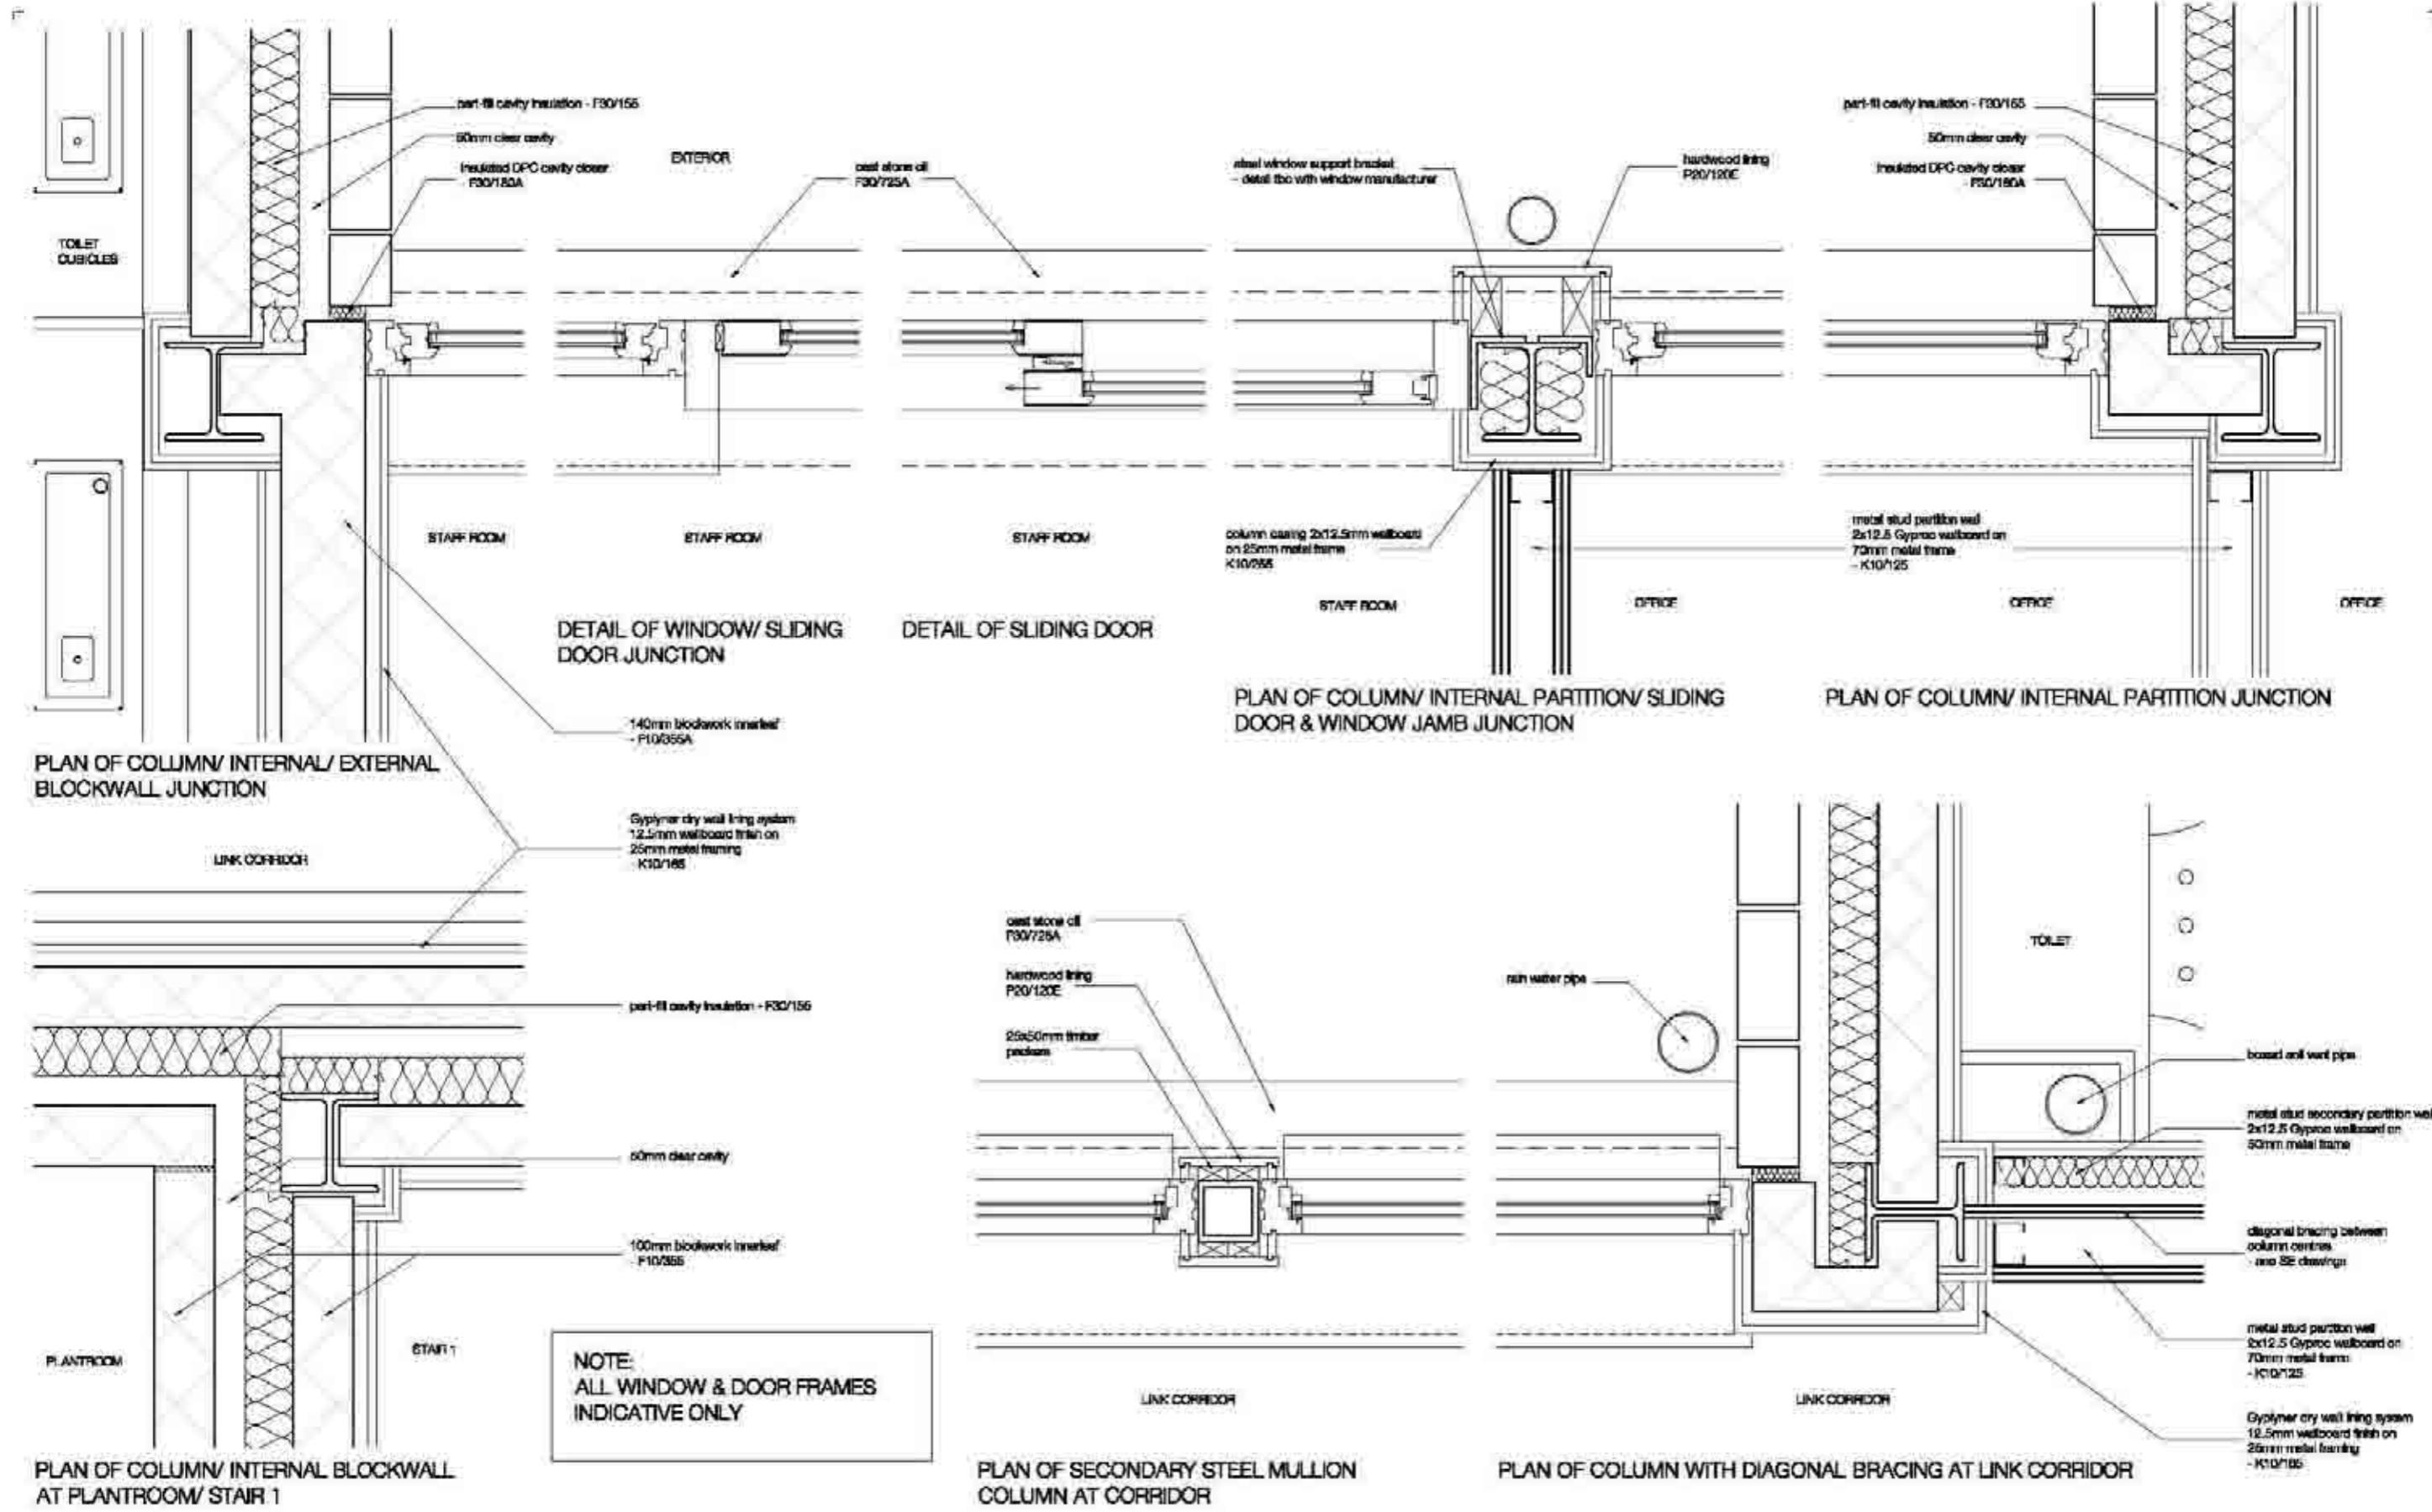 part-fill cavity insulation - F30/155
50mm clear cavity
insulated DPC cavity closer
- F30/180A
EXTERIOR
cast stone cill
F30/725A
TOILET
CUBICLES
STAFF ROOM
STAFF ROOM
STAFF ROOM
DETAIL OF WINDOW/ SLIDING
DOOR JUNCTION
DETAIL OF SLIDING DOOR
steel window support bracket
- detail tbc with window manufacturer
hardwood lining
P20/120E
column casing 2x12.5mm wallboard
on 25mm metal frame
STAFF ROOM
OFFICE
PLAN OF COLUMN/ INTERNAL PARTITION/ SLIDING
DOOR & WINDOW JAMB JUNCTION
part-fill cavity insulation - F30/155
50mm clear cavity
insulated DPC cavity closer
- F30/180A
metal stud partition wall
2x12.5 Gyproc wallboard on
70mm metal frame
- K10/125
OFFICE
OFFICE
PLAN OF COLUMN/ INTERNAL PARTITION JUNCTION
140mm blockwork innerleaf
- F10/355A
PLAN OF COLUMN/ INTERNAL/ EXTERNAL
BLOCKWALL JUNCTION
Gyplyner dry wall lining system
12.5mm wallboard finish on
25mm metal framing
- K10/165
LINK CORRIDOR
part-fill cavity insulation - F30/155
50mm clear cavity
100mm blockwork innerleaf
- F10/355
PLANTROOM
STAIR 1
PLAN OF COLUMN/ INTERNAL BLOCKWALL
AT PLANTROOM/ STAIR 1
NOTE:
ALL WINDOW & DOOR FRAMES
INDICATIVE ONLY
cast stone cill
F30/725A
hardwood lining
P20/120E
25x50mm timber
packers
LINK CORRIDOR
PLAN OF SECONDARY STEEL MULLION
COLUMN AT CORRIDOR
rain water pipe
TOILET
boxed soil vent pipe
metal stud secondary partition wall
2x12.5 Gyproc wallboard on
50mm metal frame
diagonal bracing between
column centres
- see SE drawings
metal stud partition wall
2x12.5 Gyproc wallboard on
70mm metal frame
- K10/125
Gyplyner dry wall lining system
12.5mm wallboard finish on
25mm metal framing
- K10/165
LINK CORRIDOR
PLAN OF COLUMN WITH DIAGONAL BRACING AT LINK CORRIDOR